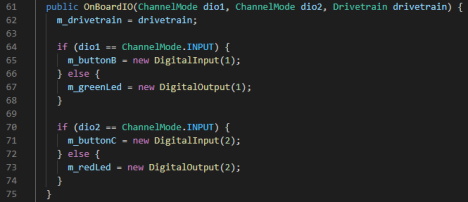 61 public OnBoardIO(ChannelMode dio1, ChannelMode dio2, Drivetrain drivetrain) {
62 m_drivetrain = drivetrain;
63
64 if (dio1 == ChannelMode.INPUT) {
65 m_buttonB = new DigitalInput(1);
66 } else {
67 m_greenLed = new DigitalOutput(1);
68 }
69
70 if (dio2 == ChannelMode.INPUT) {
71 m_buttonC = new DigitalInput(2);
72 } else {
73 m_redLed = new DigitalOutput(2);
74 }
75 }